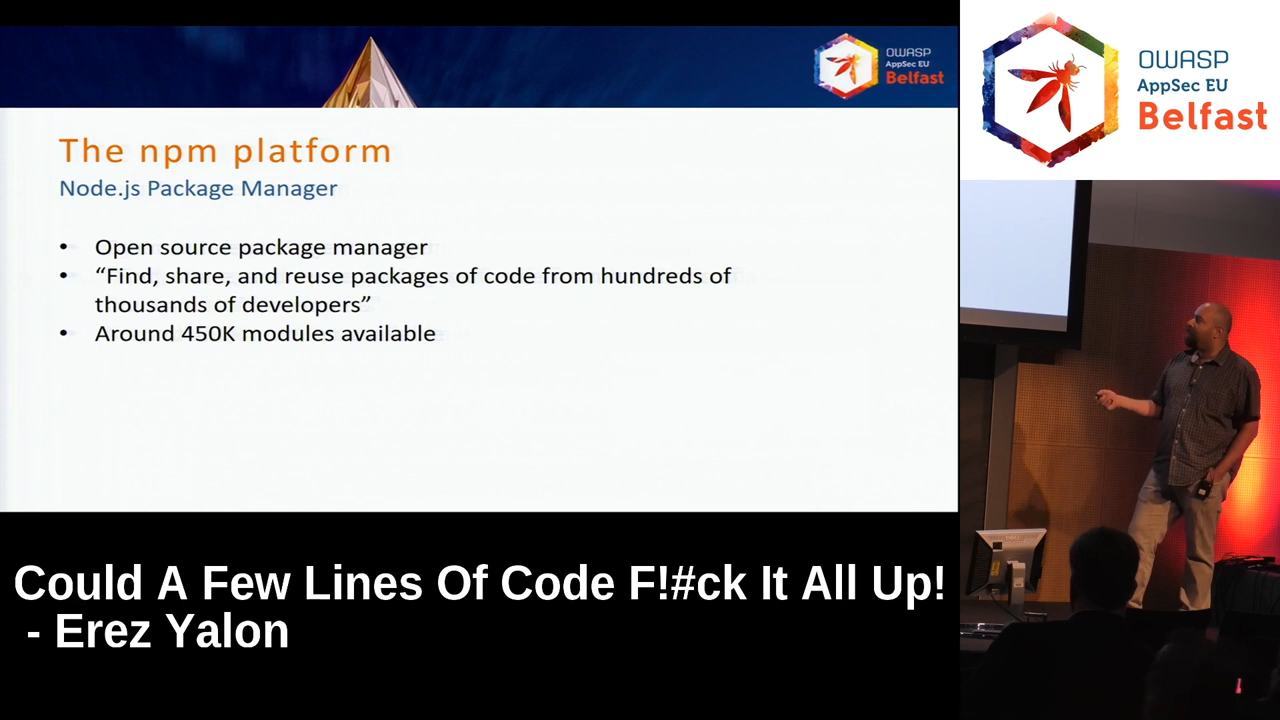 OWASP
AppSec EU
Belfast
The npm platform
Node.js Package Manager
• Open source package manager
• “Find, share, and reuse packages of code from hundreds of
thousands of developers”
• Around 450K modules available
OWASP
AppSec EU
Belfast
Could A Few Lines Of Code F!#ck It All Up!
- Erez Yalon